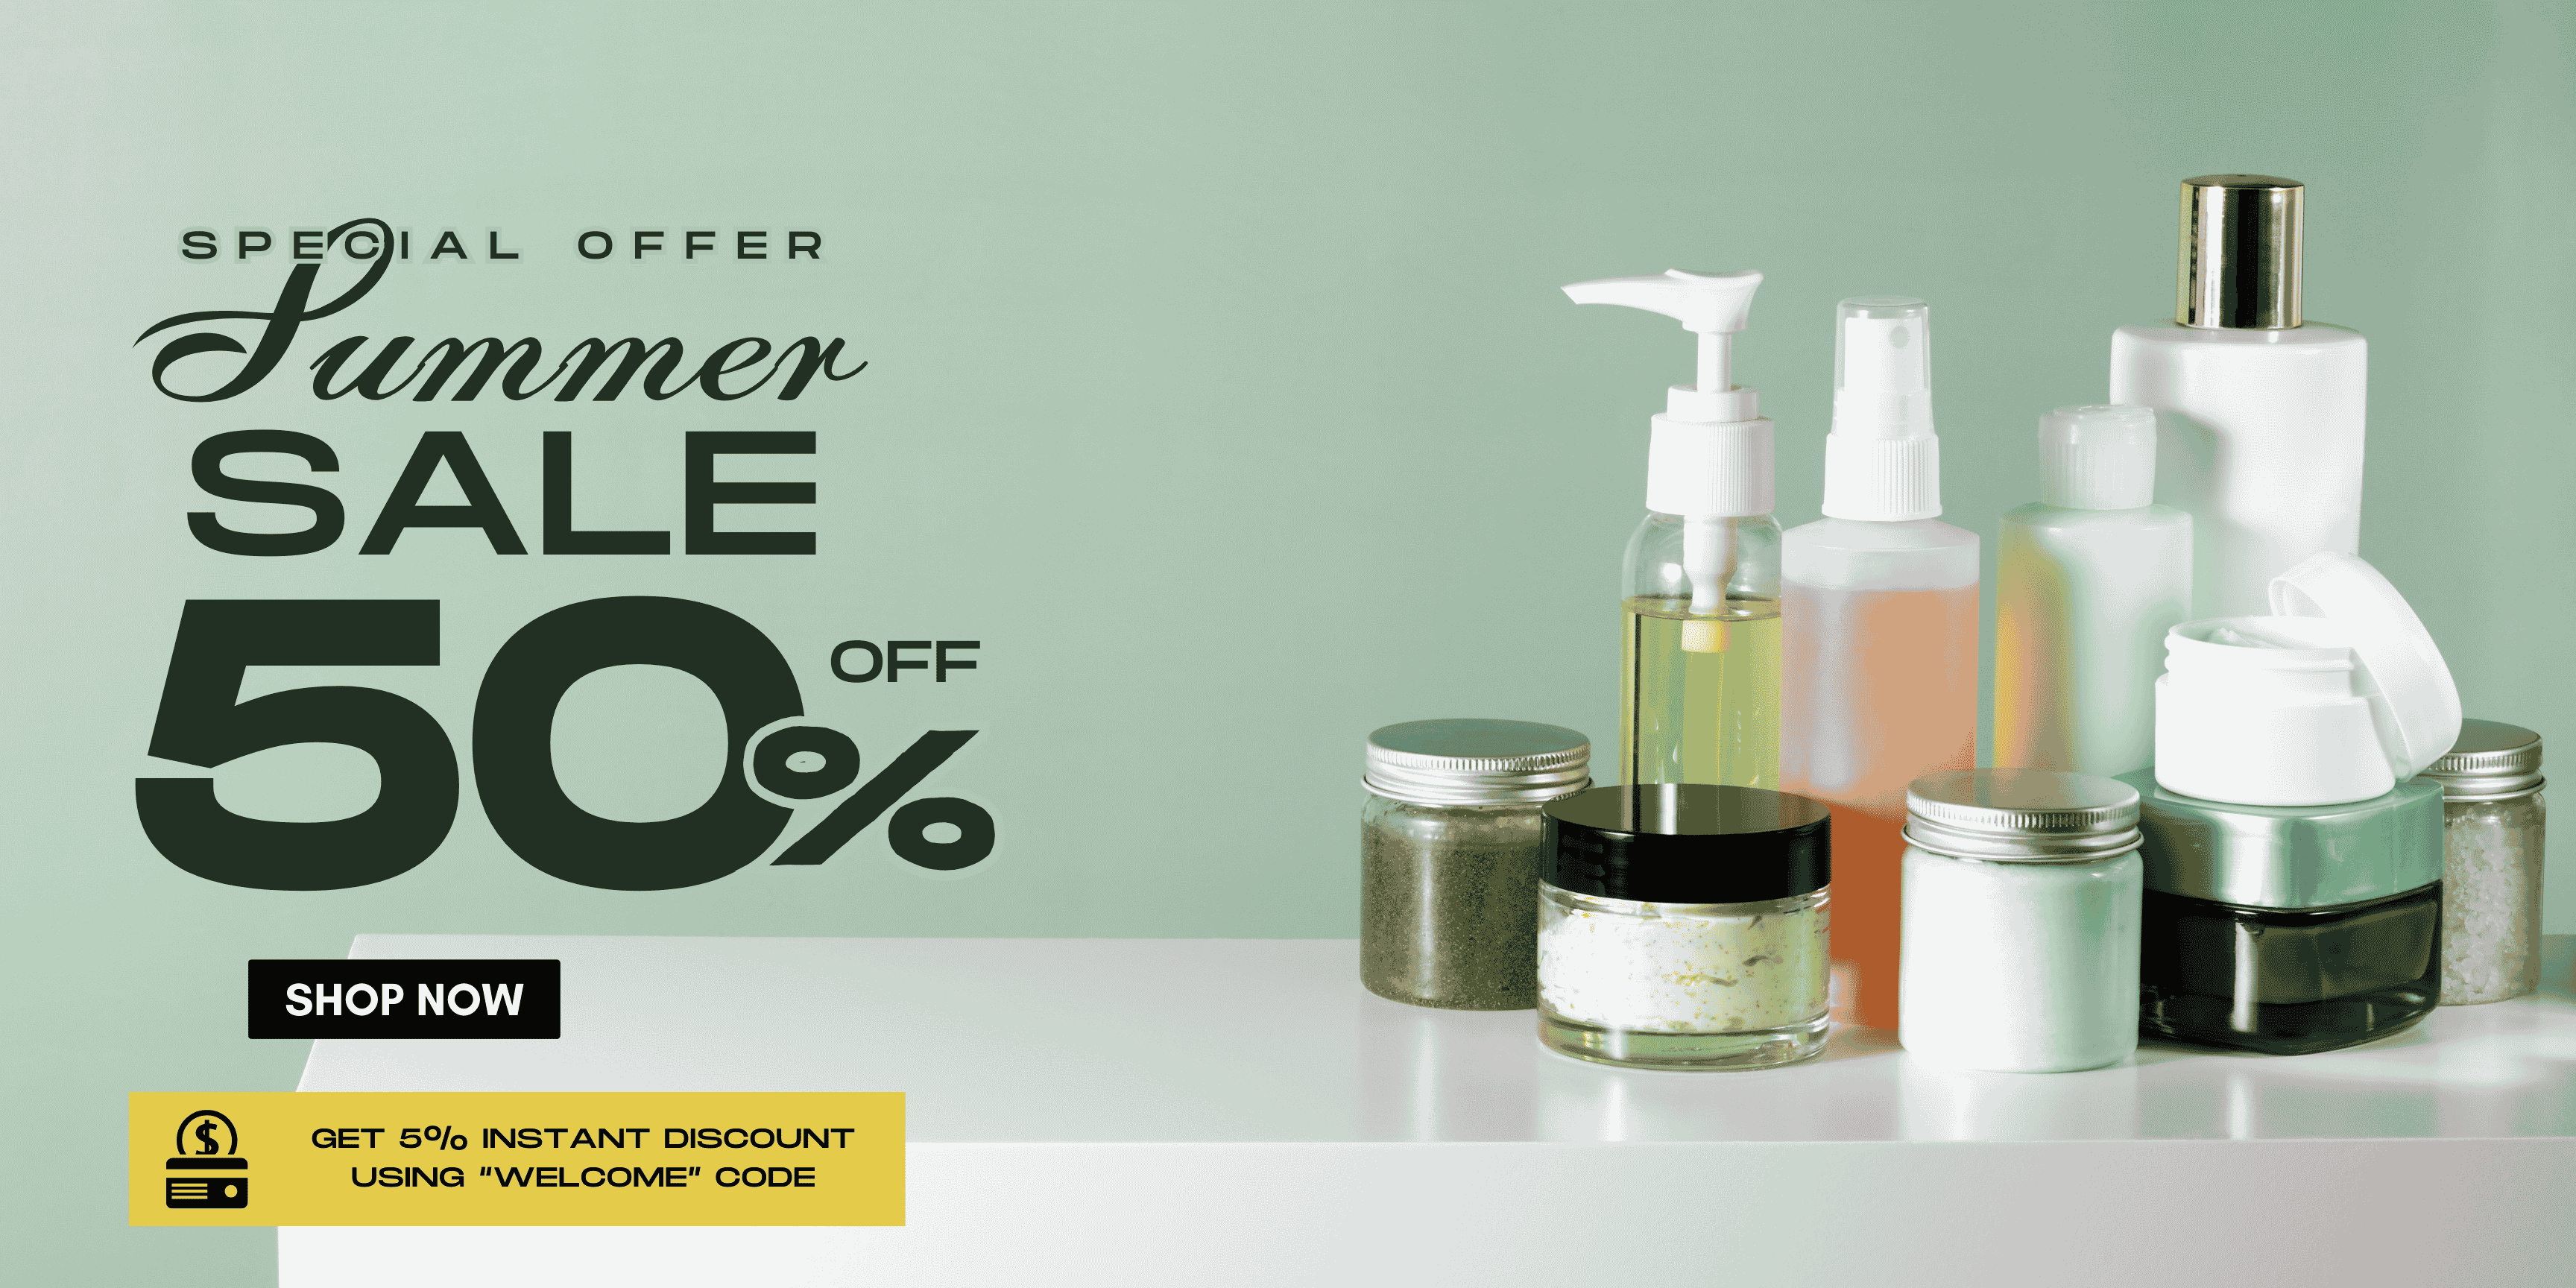 SPECIAL OFFER
Summer
SALE
50% OFF
SHOP NOW
$
GET 5% INSTANT DISCOUNT
USING “WELCOME” CODE